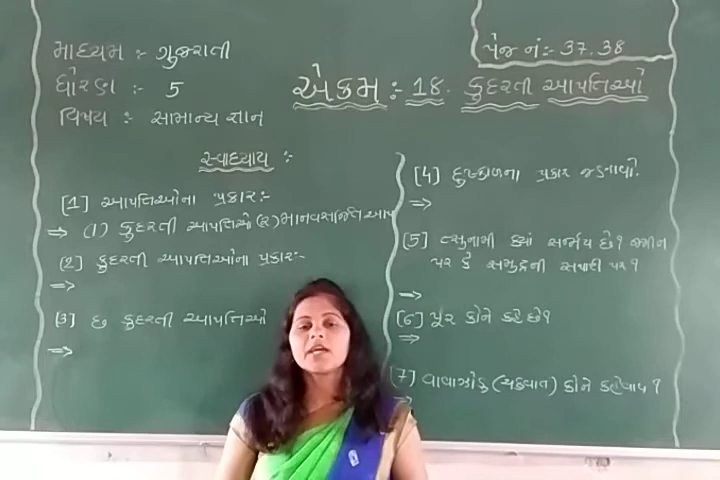 માધ્યમ :- ગુજરાતી
ધોરણ :- 5
વિષય :- સામાન્ય જ્ઞાન
પેજ નં:- 37.38
એકમ :- 18. કુદરતી આપત્તિઓ
સ્વાધ્યાય :-
[1] આપત્તિઓના પ્રકાર :-
⇒ (1) કુદરતી આપત્તિઓ (2) માનવસર્જિત આપ
[2] કુદરતી આપત્તિઓના પ્રકાર:-
⇒
[3] છ કુદરતી આપત્તિઓ
⇒
[4] દુષ્કાળના પ્રકાર જણાવો.
⇒
[5] ત્સુનામી ક્યાં સર્જાય છે? જમીન
પર કે સમુદ્રની સપાટી પર?
⇒
[6] પૂર કોને કહે છે?
⇒
[7] વાવાઝોડુ (ચક્રવાત) કોને કહેવાય?